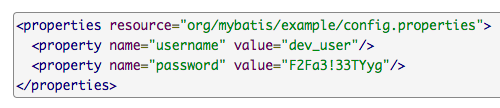 <properties resource="org/mybatis/example/config.properties">
<property name="username" value="dev_user"/>
<property name="password" value="F2Fa3!33TYyg"/>
</properties>